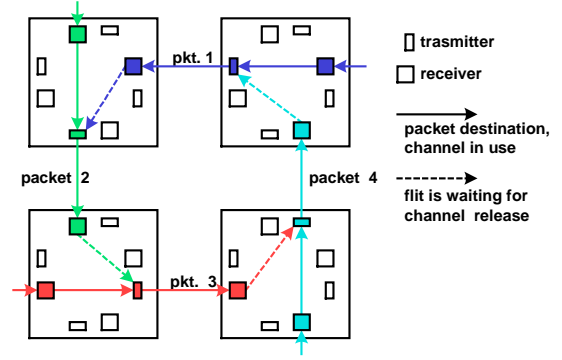 pkt. 1
trasmitter
receiver
packet destination,
channel in use
packet 2
packet 4
flit is waiting for
channel release
pkt. 3